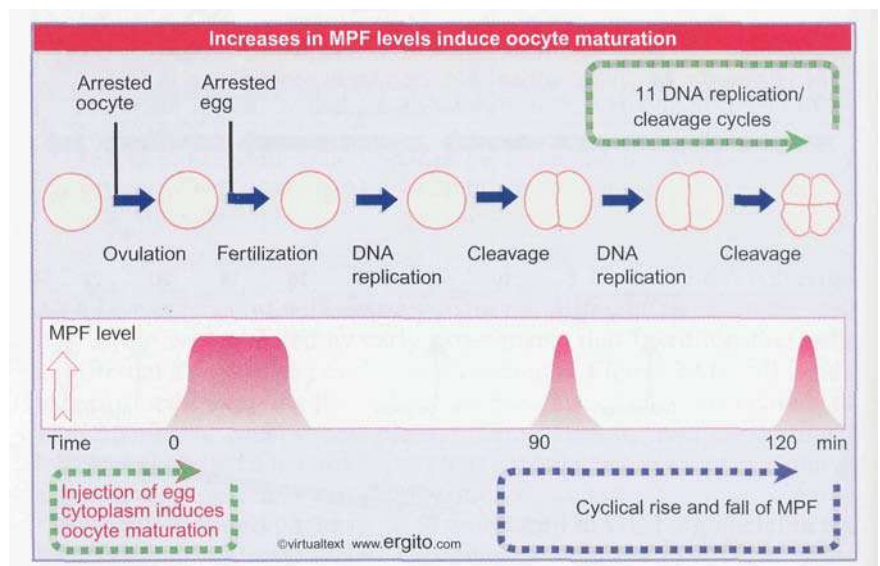 Increases in MPF levels induce oocyte maturation
Arrested
oocyte
Arrested
egg
11 DNA replication/
cleavage cycles
Ovulation
Fertilization
DNA
replication
Cleavage
DNA
replication
Cleavage
MPF level
Time
0
90
120 min
Injection of egg
cytoplasm induces
oocyte maturation
Cyclical rise and fall of MPF
©virtualtext www.ergito.com